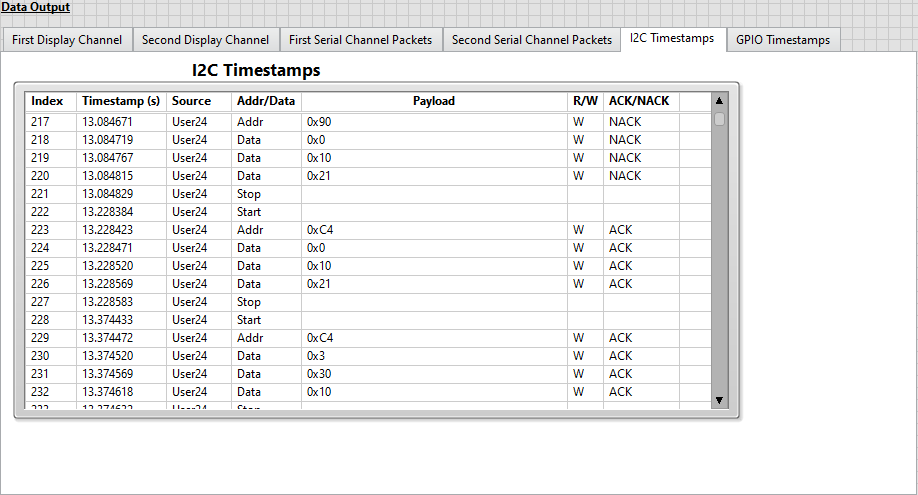 Data Output
First Display Channel Second Display Channel First Serial Channel Packets Second Serial Channel Packets I2C Timestamps GPIO Timestamps
I2C Timestamps
Index Timestamp (s) Source Addr/Data Payload R/W ACK/NACK
217 13.084671 User24 Addr 0x90 W NACK
218 13.084719 User24 Data 0x0 W NACK
219 13.084767 User24 Data 0x10 W NACK
220 13.084815 User24 Data 0x21 W NACK
221 13.084829 User24 Stop
222 13.228384 User24 Start
223 13.228423 User24 Addr 0xC4 W ACK
224 13.228471 User24 Data 0x0 W ACK
225 13.228520 User24 Data 0x10 W ACK
226 13.228569 User24 Data 0x21 W ACK
227 13.228583 User24 Stop
228 13.374433 User24 Start
229 13.374472 User24 Addr 0xC4 W ACK
230 13.374520 User24 Data 0x3 W ACK
231 13.374569 User24 Data 0x30 W ACK
232 13.374618 User24 Data 0x10 W ACK